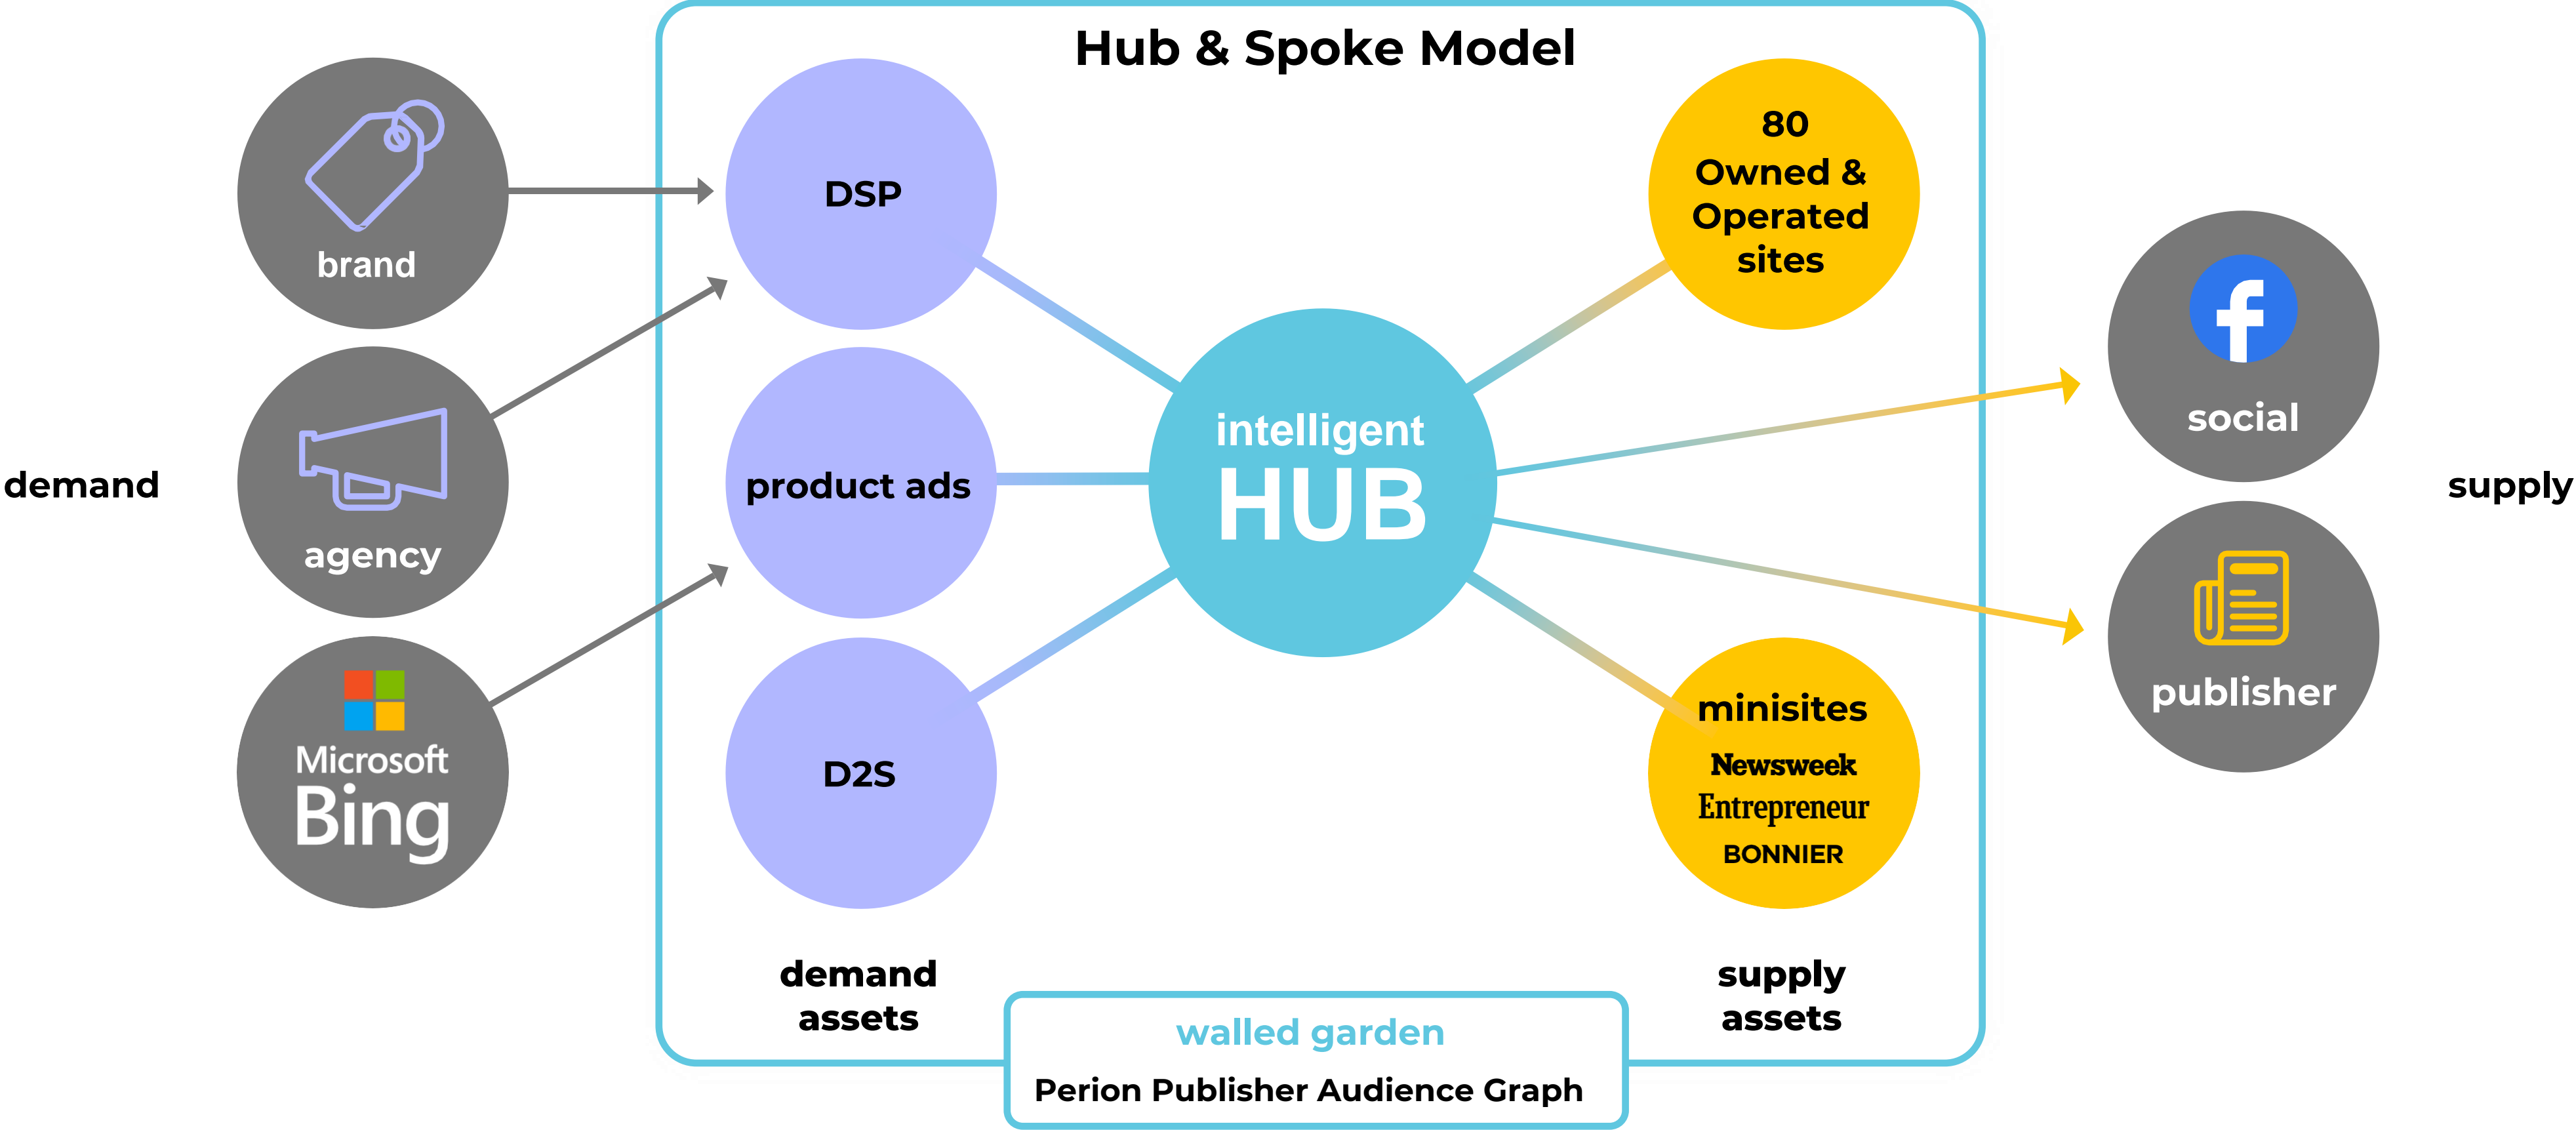 Hub & Spoke Model
demand
brand
agency
Microsoft
Bing
DSP
product ads
D2S
demand
assets
intelligent
HUB
80
Owned &
Operated
sites
minisites
Newsweek
Entrepreneur
BONNIER
supply
assets
walled garden
Perion Publisher Audience Graph
social
publisher
supply